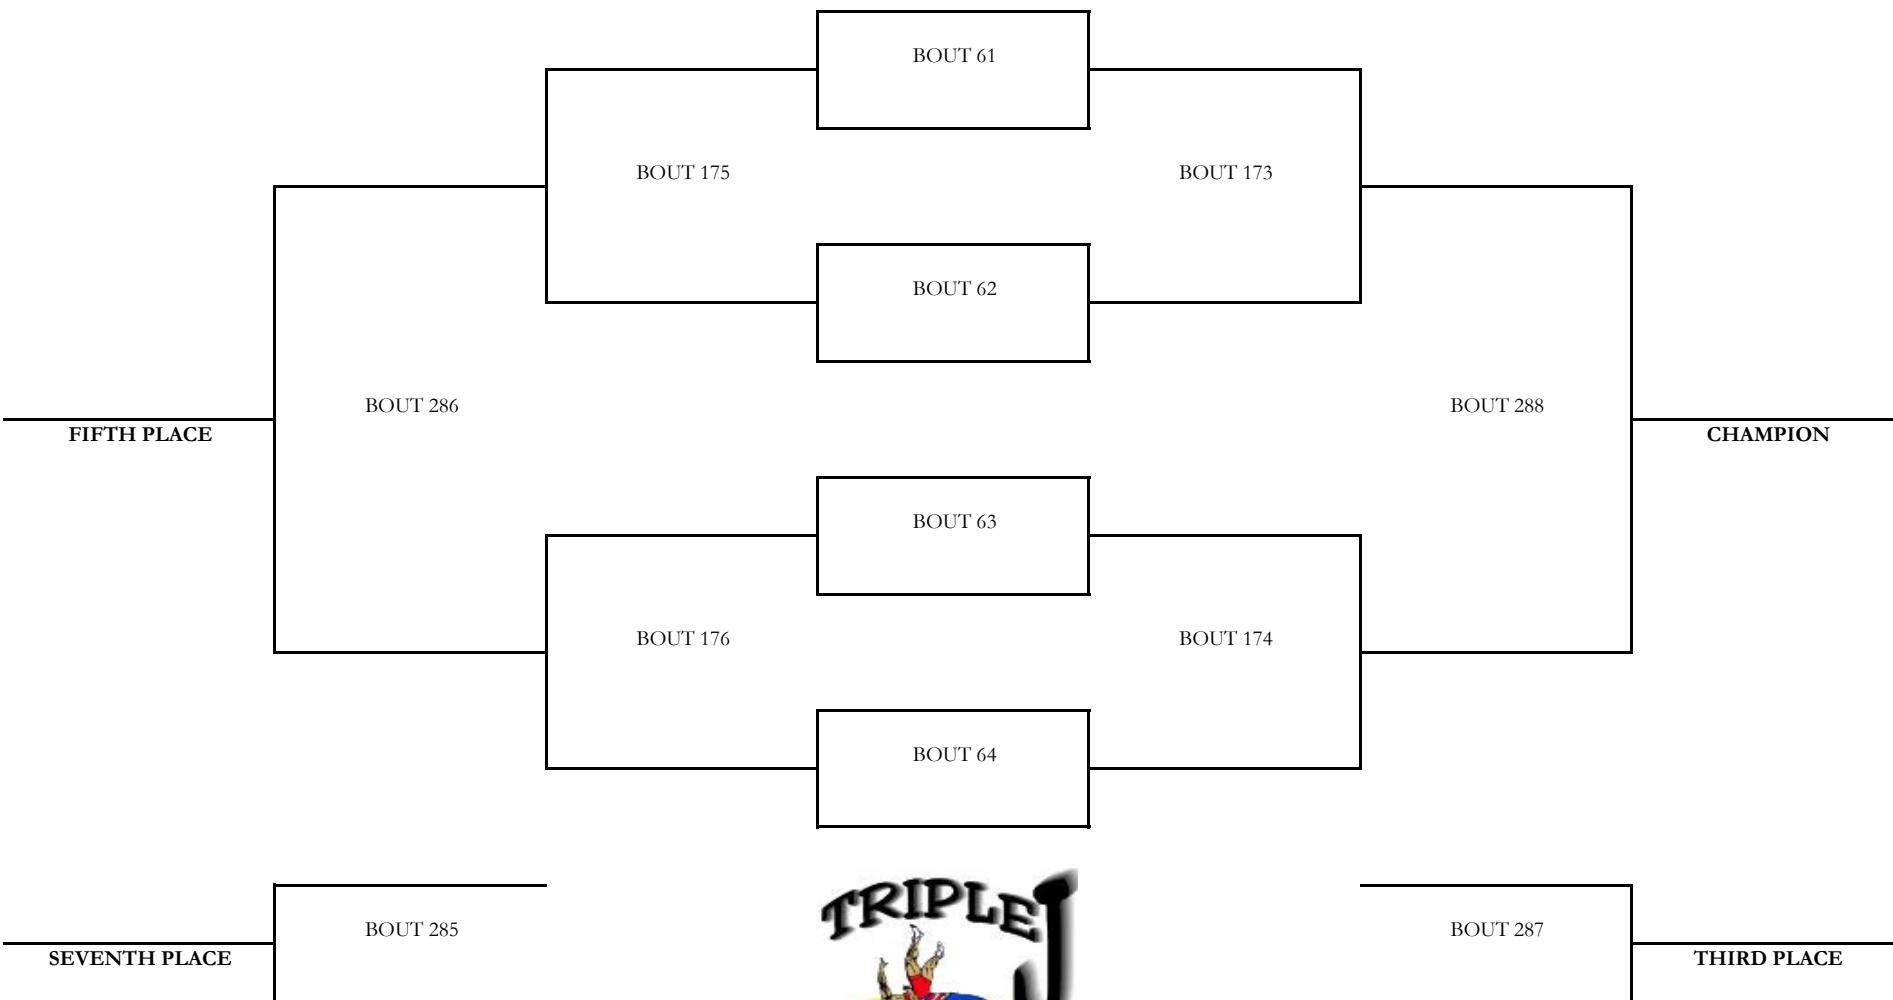 BOUT 61
BOUT 175
BOUT 173
BOUT 62
BOUT 286
BOUT 288
FIFTH PLACE
CHAMPION
BOUT 63
BOUT 176
BOUT 174
BOUT 64
TRIPLE J
BOUT 285
BOUT 287
SEVENTH PLACE
THIRD PLACE